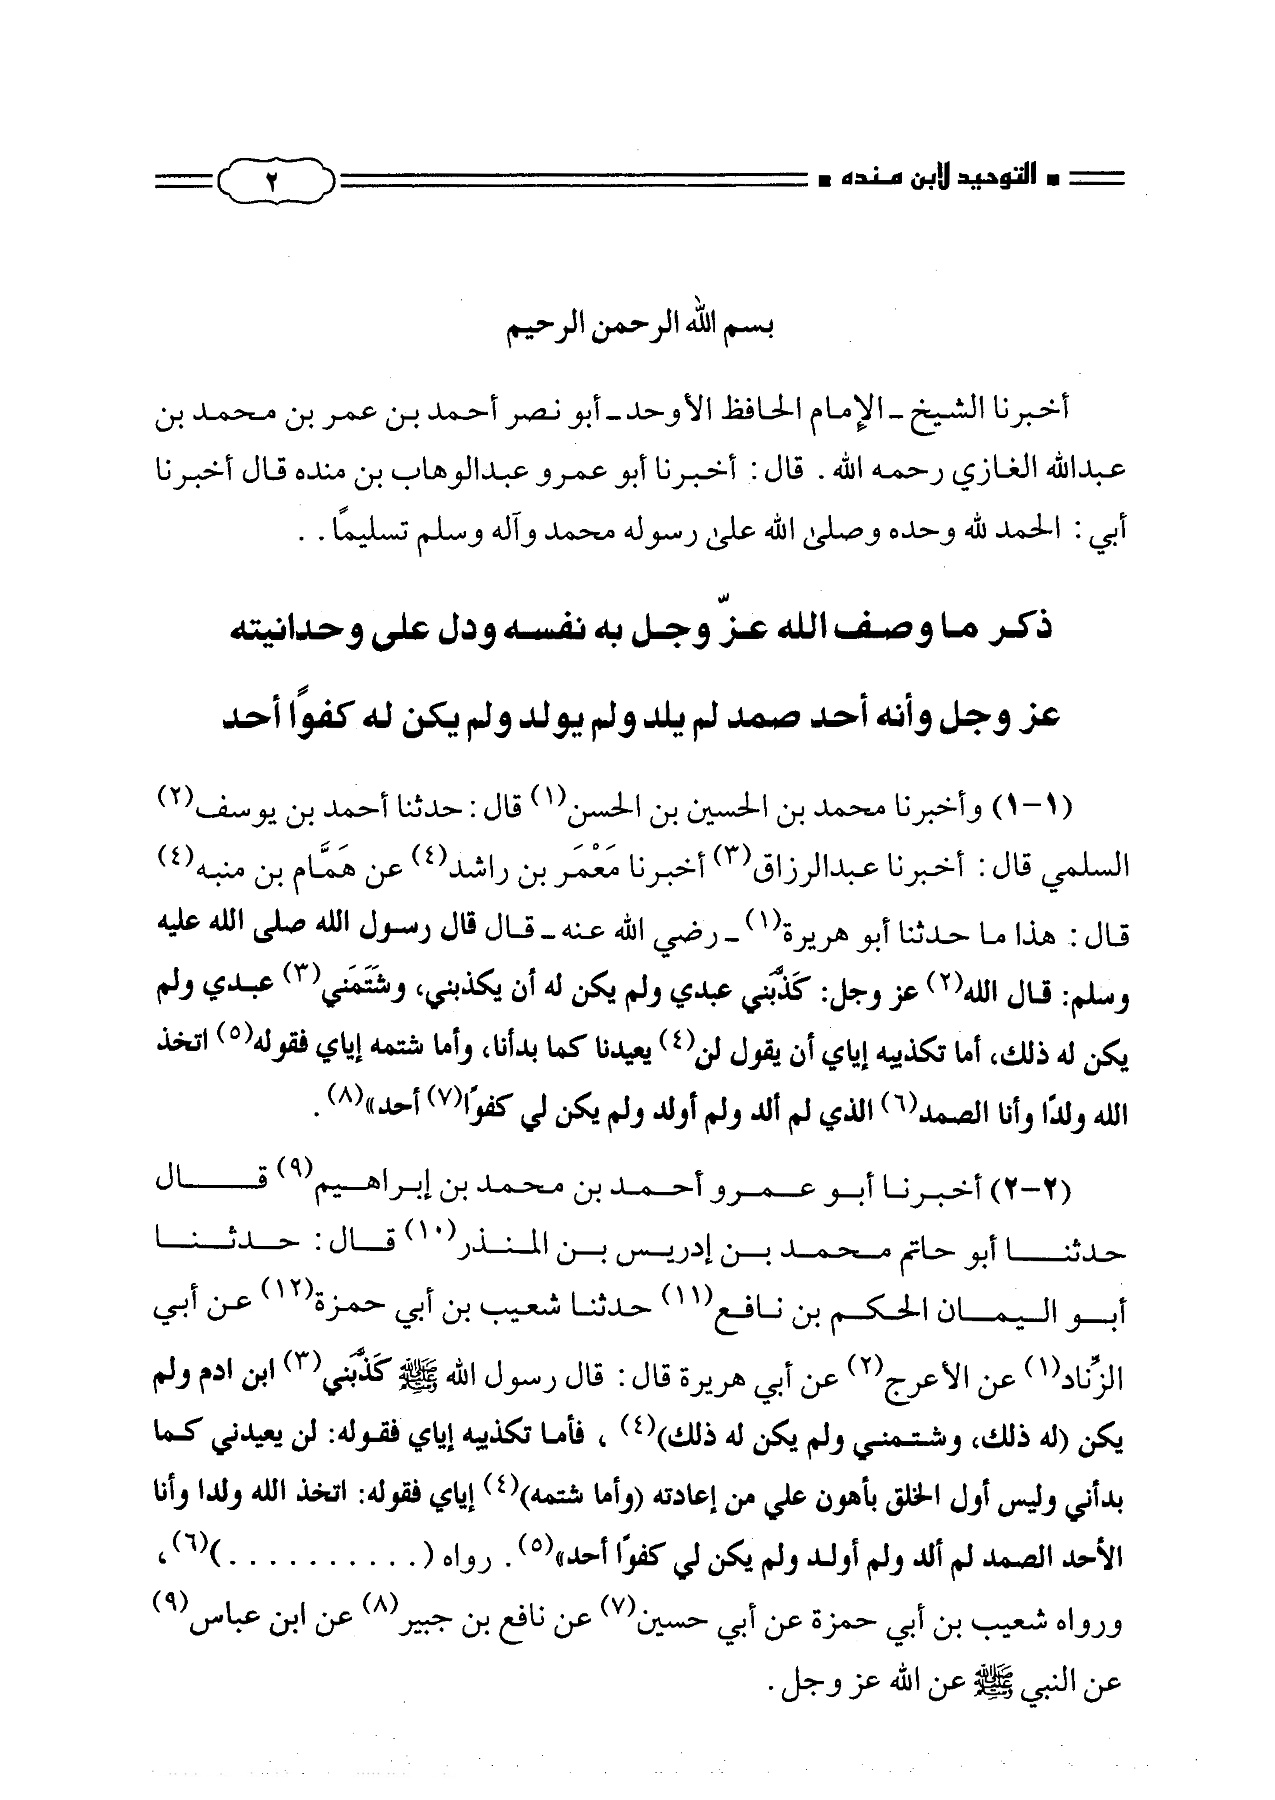 التوحيد لابن منده
٢
بسم الله الرحمن الرحيم
أخبرنا الشيخ ـ الإمام الحافظ الأوحد ـ أبو نصر أحمد بن عمر بن محمد بن
عبدالله الغازي رحمه الله . قال : أخبرنا أبو عمرو عبدالوهاب بن منده قال أخبرنا
أبي : الحمد لله وحده وصلىٰ الله علىٰ رسوله محمد وآله وسلم تسليمًا . .
ذكر ما وصف الله عزّ وجل به نفسه ودل على وحدانيته
عز وجل وأنه أحد صمد لم يلد ولم يولد ولم يكن له كفوًا أحد
(١-١) وأخبرنا محمد بن الحسين بن الحسن(١) قال : حدثنا أحمد بن يوسف(٢)
السلمي قال : أخبرنا عبدالرزاق(٣) أخبرنا مَعْمَر بن راشد(٤) عن همَّام بن منبه(٤)
قال : هذا ما حدثنا أبو هريرة(١) ـ رضي الله عنه ـ قال قال رسول الله صلى الله عليه
وسلم: قال الله(٢) عز وجل: كَذَّبني عبدي ولم يكن له أن يكذبني، وشَتَمَني(٣) عبدي ولم
يكن له ذلك، أما تكذيبه إياي أن يقول لن(٤) يعيدنا كما بدأنا، وأما شتمه إياي فقوله(٥) اتخذ
الله ولدًا وأنا الصمد(٦) الذي لم ألد ولم أولد ولم يكن لي كفوًا(٧) أحد»(٨) .
(٢-٢) أخبرنا أبو عمرو أحمد بن محمد بن إبراهيم(٩) قال
حدثنا أبو حاتم محمد بن إدريس بن المنذر(١٠) قال : حدثنا
أبو اليمان الحكم بن نافع(١١) حدثنا شعيب بن أبي حمزة(١٢) عن أبي
الزِّناد(١) عن الأعرج(٢) عن أبي هريرة قال : قال رسول الله ﷺ كَذَّبني(٣) ابن ادم ولم
يكن (له ذلك، وشتمني ولم يكن له ذلك)(٤) ، فأما تكذيبه إياي فقوله: لن يعيدني كما
بدأني وليس أول الخلق بأهون علي من إعادته (وأما شتمه)(٤) إياي فقوله: اتخذ الله ولدا وأنا
الأحد الصمد لم ألد ولم أولد ولم يكن لي كفوًا أحد»(٥) . رواه ( . . . . . . . . . . )(٦) ،
ورواه شعيب بن أبي حمزة عن أبي حسين(٧) عن نافع بن جبير(٨) عن ابن عباس(٩)
عن النبي ﷺ عن الله عز وجل .